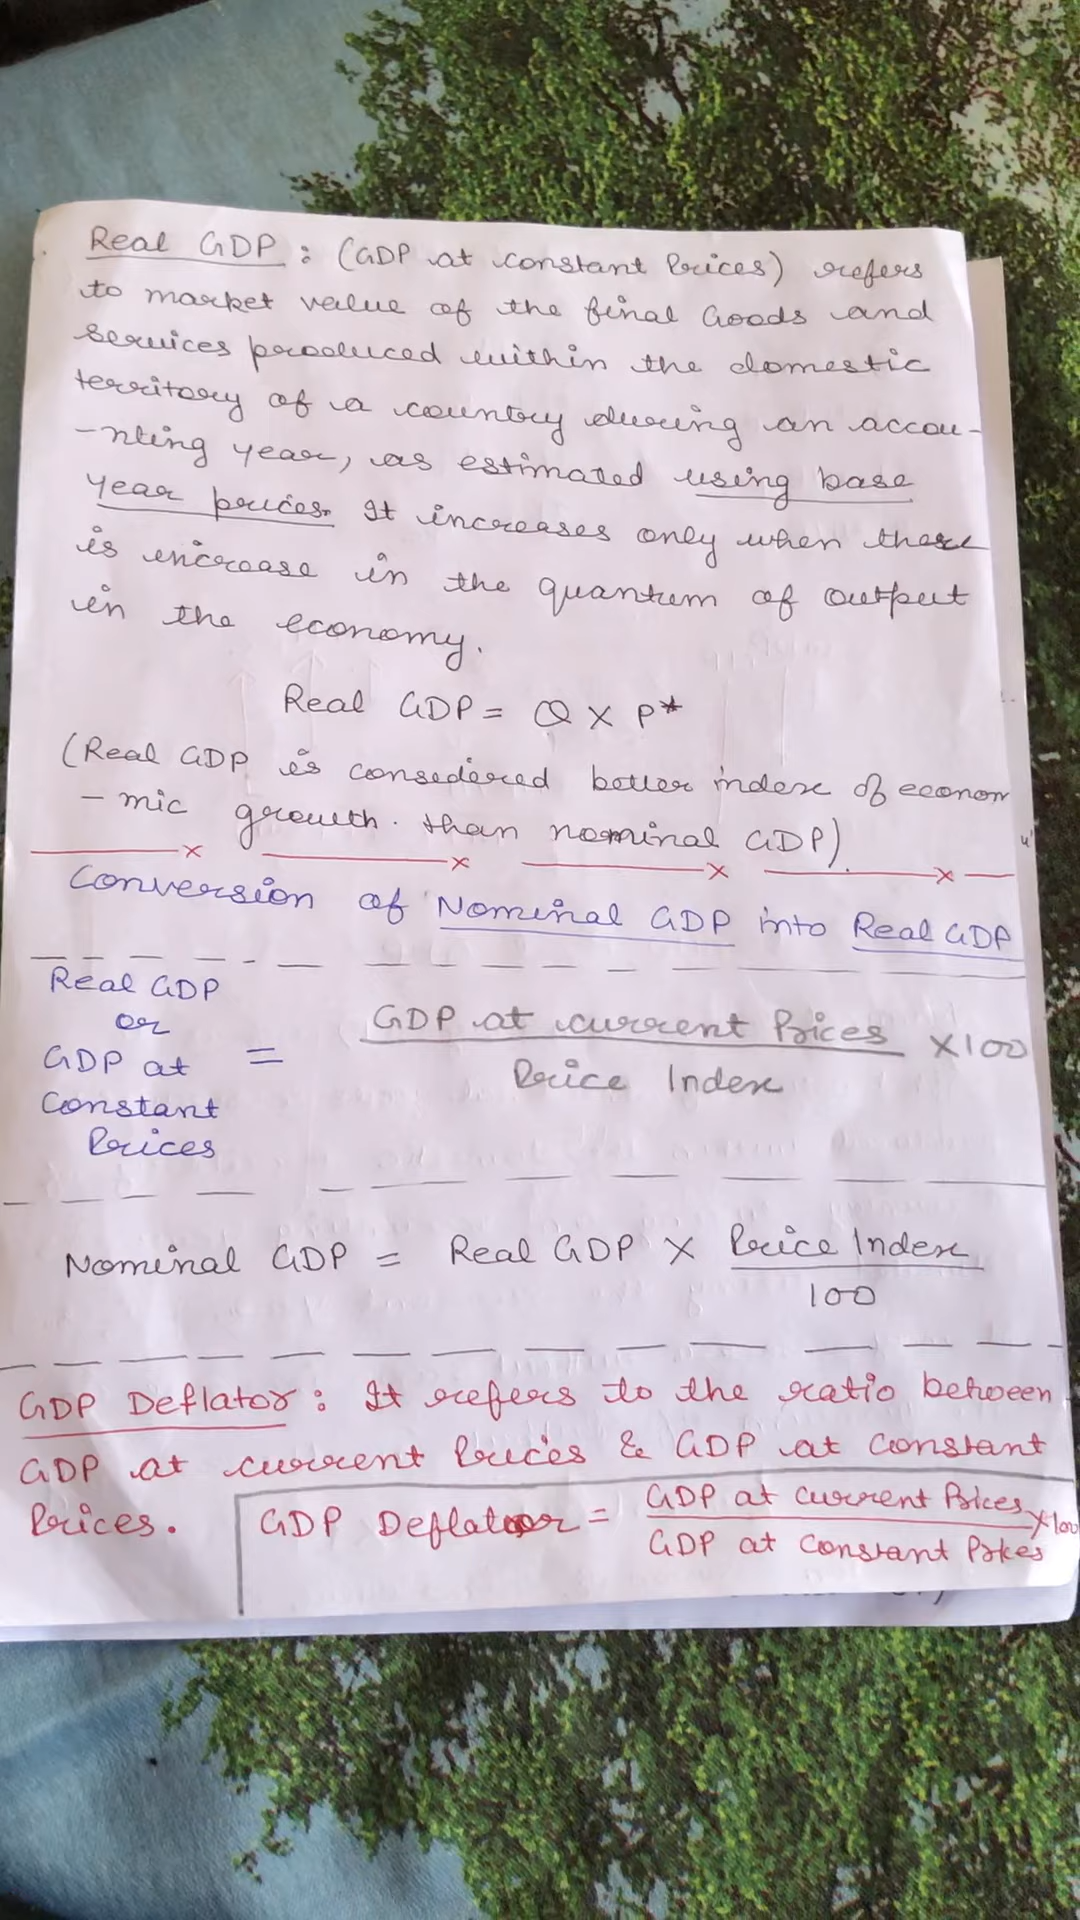 Real GDP : (GDP at constant Prices) refers
to market value of the final Goods and
services produced within the domestic
territory of a country during an accou-
-nting year, as estimated using base
year prices. It increases only when there
is increase in the quantum of output
in the economy.
Real GDP = Q X P*
(Real GDP is considered better index of econom
-mic growth. than nominal GDP).
Conversion of Nominal GDP into Real GDP
Real GDP
or
GDP at
Constant
Prices
=
GDP at current Prices
Price Index
X100
Nominal GDP = Real GDP X Price Index
100
GDP Deflator : It refers to the ratio between
GDP at current Prices & GDP at constant
Prices.
GDP Deflator = GDP at current Prices
GDP at constant Prices
X100